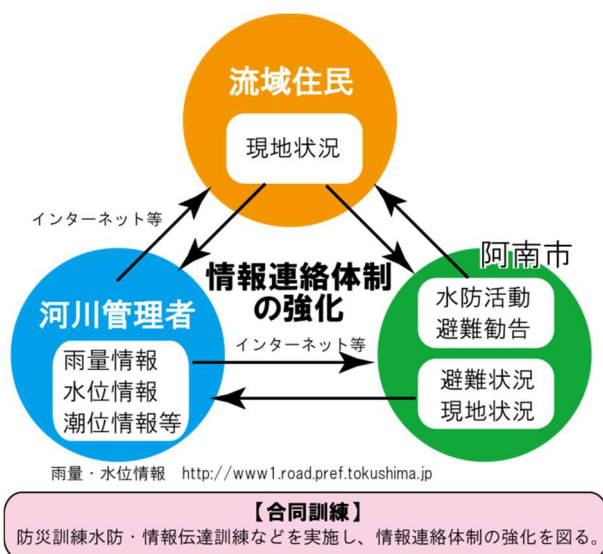 流域住民
現地状況
インターネット等
阿南市
情報連絡体制
の強化
河川管理者
雨量情報
水位情報
潮位情報等
インターネット等
水防活動
避難勧告
避難状況
現地状況
雨量・水位情報 http://www1.road.pref.tokushima.jp
【合同訓練】
防災訓練水防・情報伝達訓練などを実施し、情報連絡体制の強化を図る。